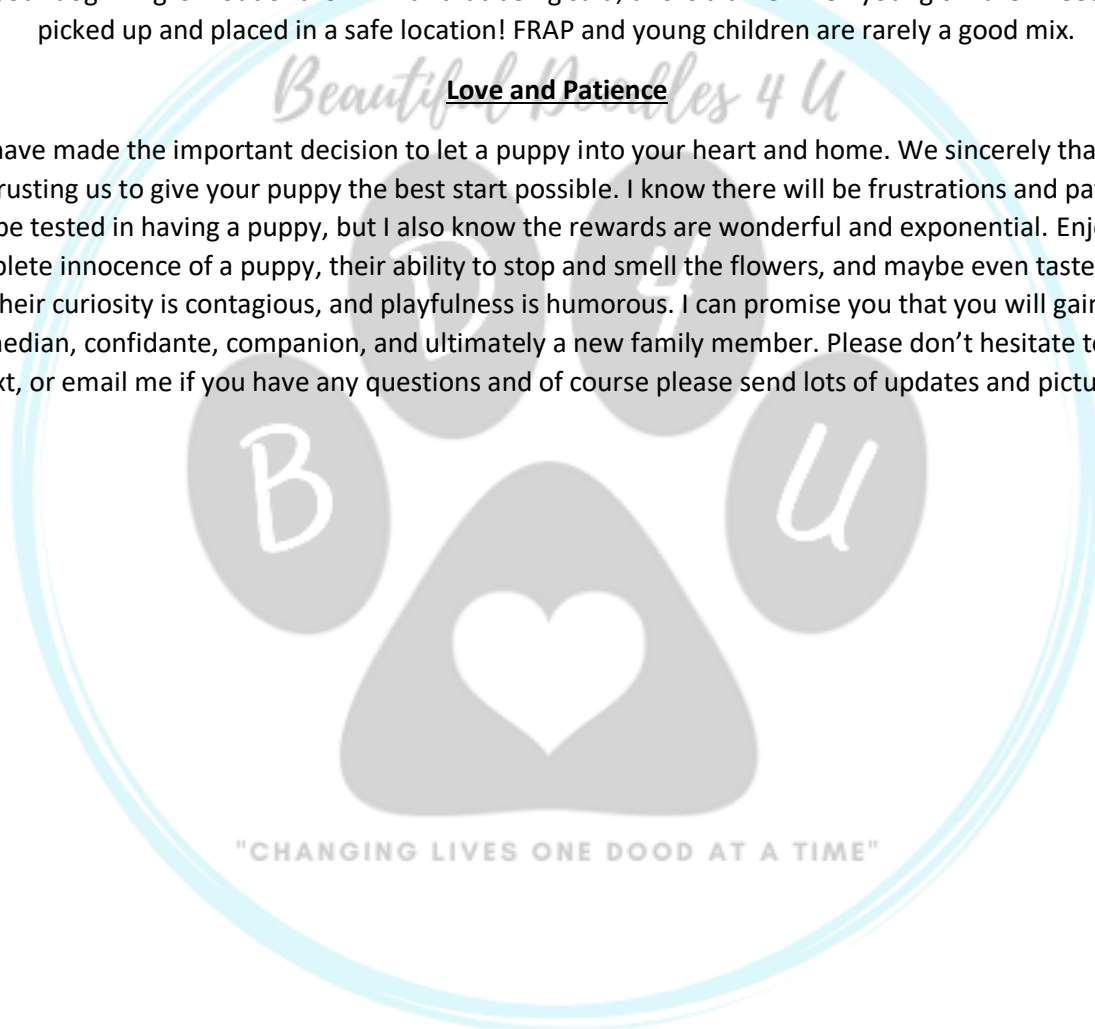 picked up and placed in a safe location! FRAP and young children are rarely a good mix.
Beautiful Doodles 4 U
Love and Patience
have made the important decision to let a puppy into your heart and home. We sincerely tha
rusting us to give your puppy the best start possible. I know there will be frustrations and pa
be tested in having a puppy, but I also know the rewards are wonderful and exponential. Enj
plete innocence of a puppy, their ability to stop and smell the flowers, and maybe even taste
heir curiosity is contagious, and playfulness is humorous. I can promise you that you will gain
nedian, confidante, companion, and ultimately a new family member. Please don’t hesitate to
xt, or email me if you have any questions and of course please send lots of updates and pictu
D 4
B U
"CHANGING LIVES ONE DOOD AT A TIME"